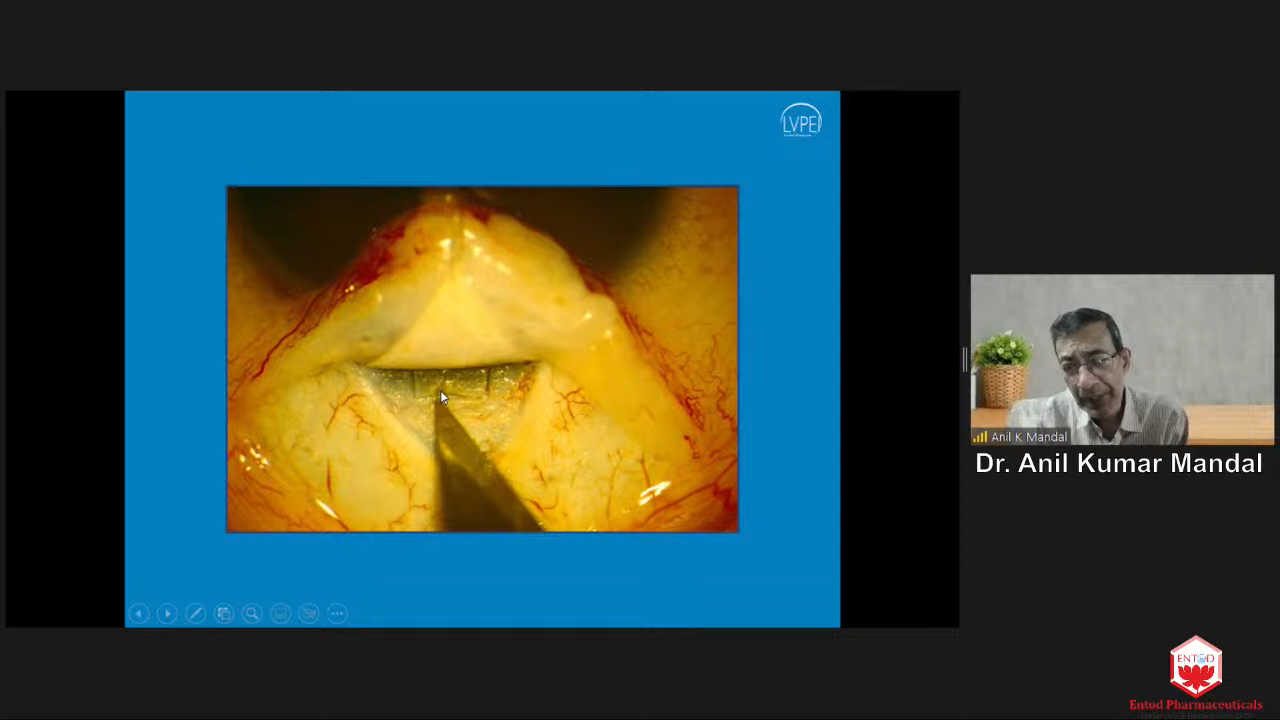 LVPEI
Anil K Mandal
Dr. Anil Kumar Mandal
ENTOD
Entod Pharmaceuticals